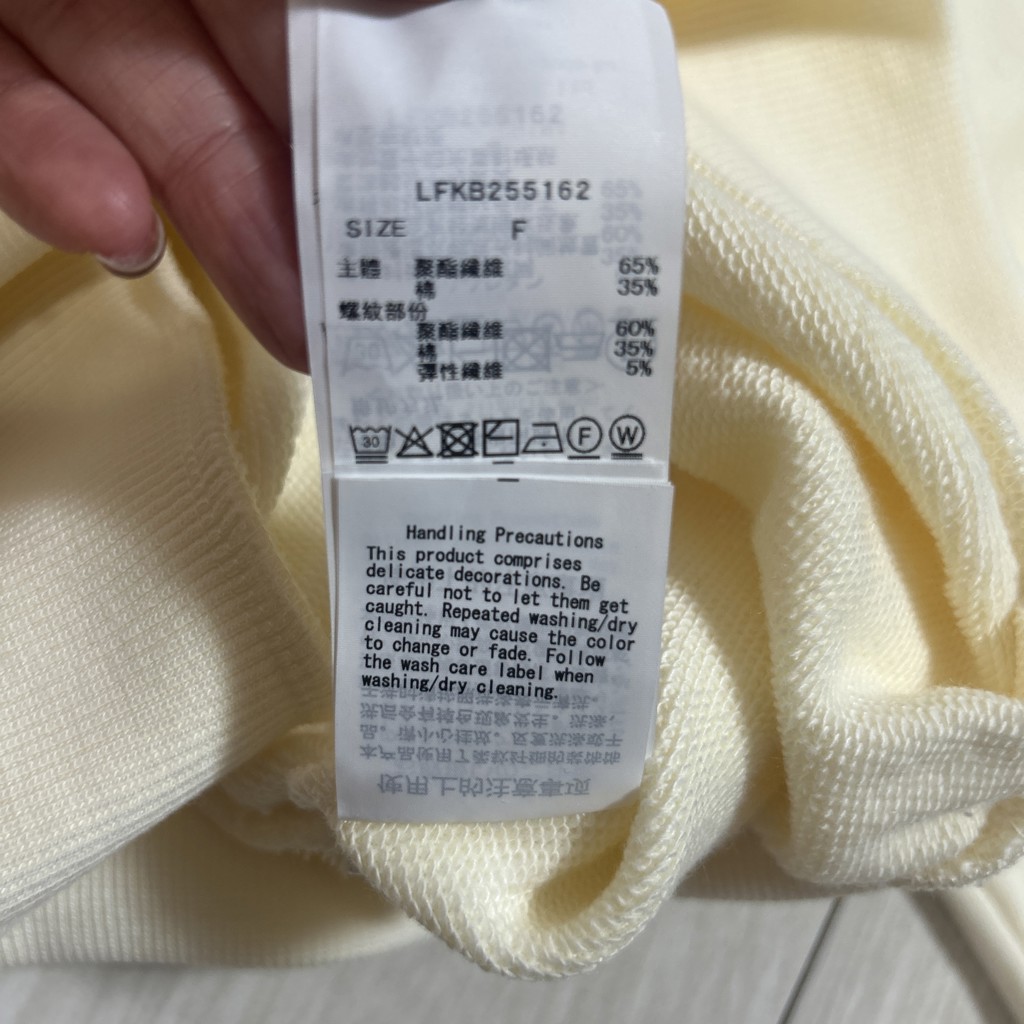 LFKB255162
SIZE F
主體 聚酯纖維 65%
棉 35%
螺紋部份
聚酯纖維 60%
棉 35%
彈性纖維 5%
30 F W
Handling Precautions
This product comprises
delicate decorations. Be
careful not to let them get
caught. Repeated washing/dry
cleaning may cause the color
to change or fade. Follow
the wash care label when
washing/dry cleaning.